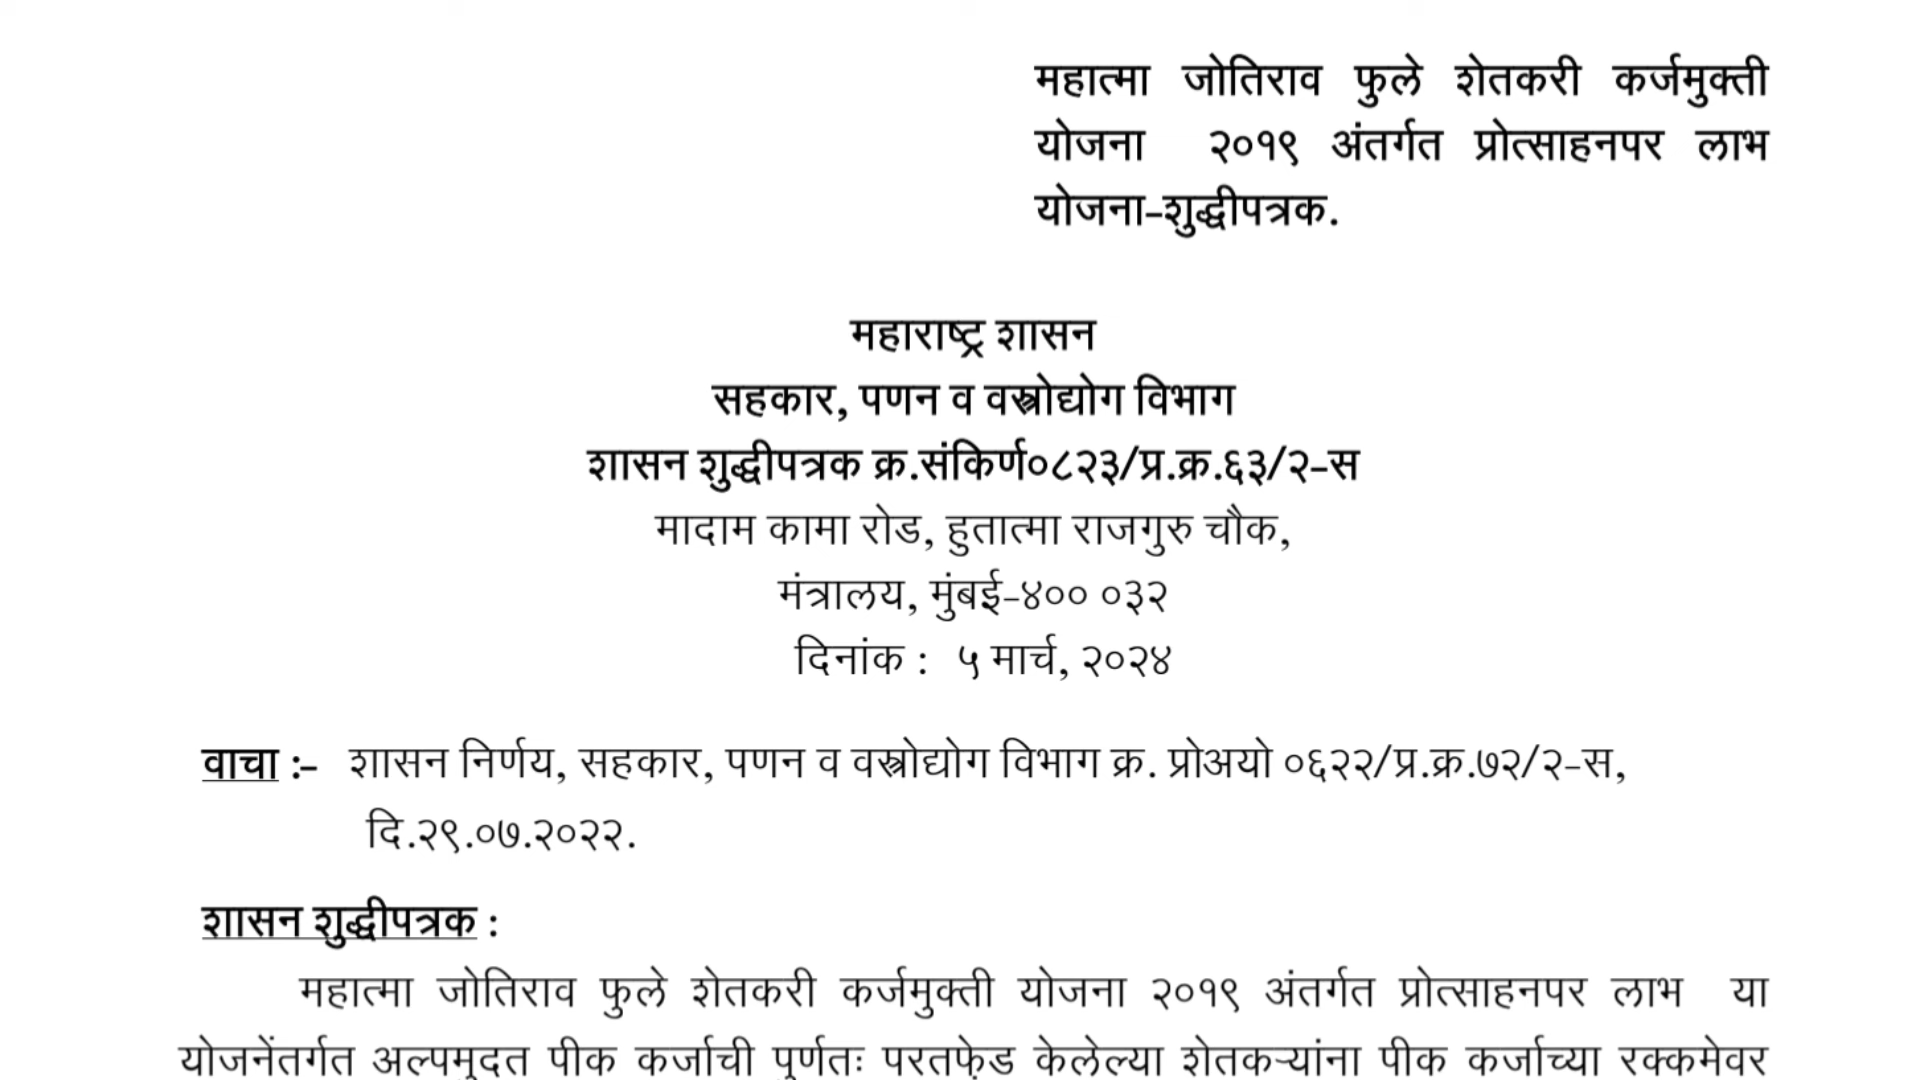 महात्मा जोतिराव फुले शेतकरी कर्जमुक्ती
योजना २०१९ अंतर्गत प्रोत्साहनपर लाभ
योजना-शुद्धीपत्रक.
महाराष्ट्र शासन
सहकार, पणन व वस्त्रोद्योग विभाग
शासन शुद्धीपत्रक क्र.संकिर्ण०८२३/प्र.क्र.६३/२-स
मादाम कामा रोड, हुतात्मा राजगुरु चौक,
मंत्रालय, मुंबई-४०० ०३२
दिनांक : ५ मार्च, २०२४
वाचा :- शासन निर्णय, सहकार, पणन व वस्त्रोद्योग विभाग क्र. प्रोअयो ०६२२/प्र.क्र.७२/२-स,
दि.२९.०७.२०२२.
शासन शुद्धीपत्रक :
महात्मा जोतिराव फुले शेतकरी कर्जमुक्ती योजना २०१९ अंतर्गत प्रोत्साहनपर लाभ या
योजनेंतर्गत अल्पमुदत पीक कर्जाची पुर्णतः परतफेड केलेल्या शेतकऱ्यांना पीक कर्जाच्या रक्कमेवर